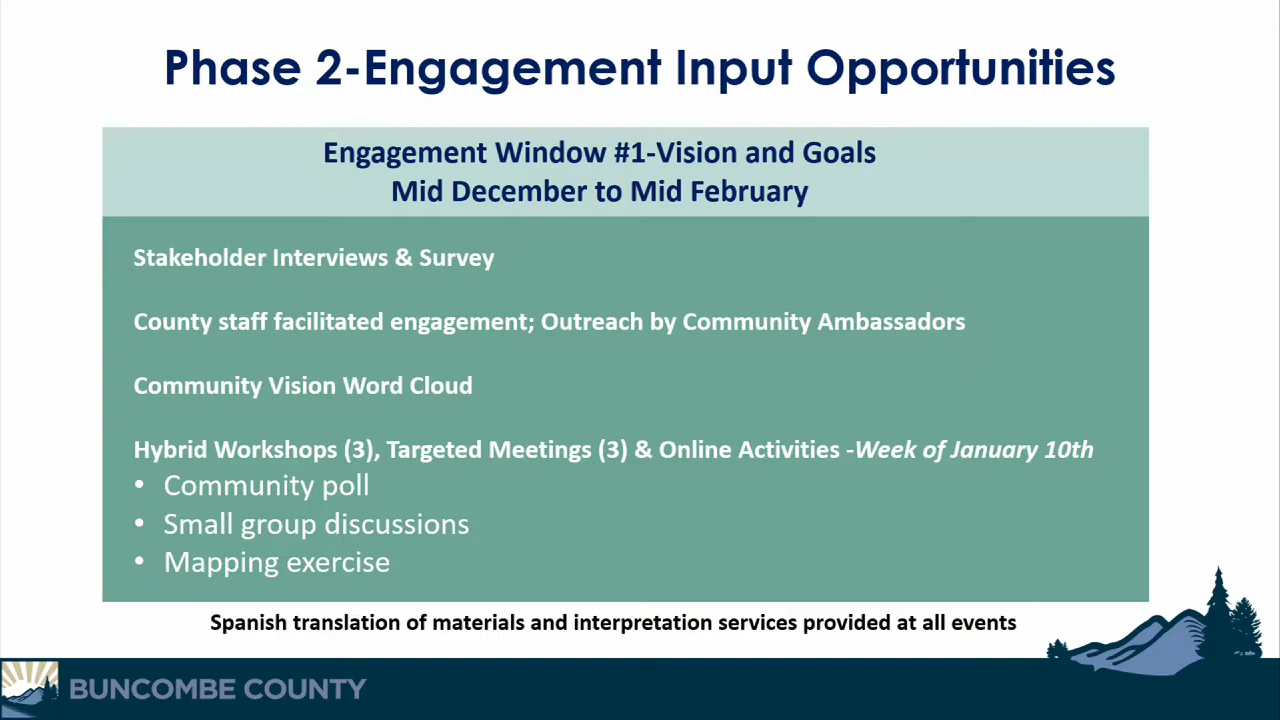 Phase 2-Engagement Input Opportunities
Engagement Window #1-Vision and Goals
Mid December to Mid February
Stakeholder Interviews & Survey
County staff facilitated engagement; Outreach by Community Ambassadors
Community Vision Word Cloud
Hybrid Workshops (3), Targeted Meetings (3) & Online Activities -Week of January 10th
• Community poll
• Small group discussions
• Mapping exercise
Spanish translation of materials and interpretation services provided at all events
BUNCOMBE COUNTY